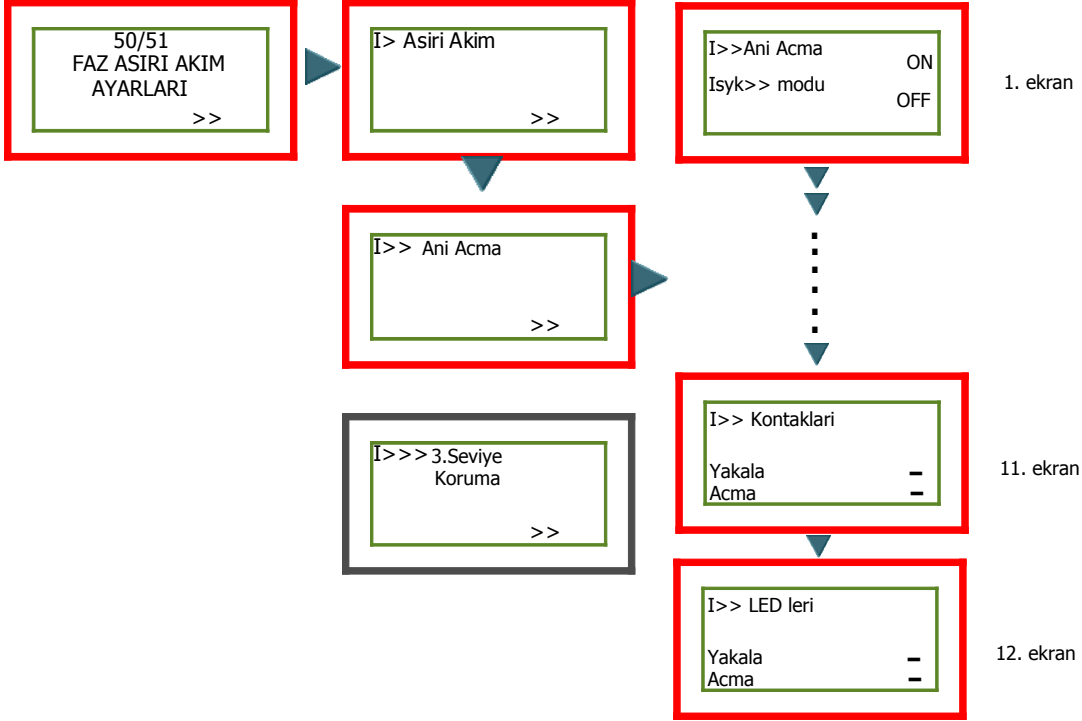 50/51
FAZ ASIRI AKIM
AYARLARI
>>
I> Asiri Akim
>>
I>>Ani Acma
ON
Isyk>> modu
OFF
1. ekran
I>> Ani Acma
>>
I>>> 3.Seviye
Koruma
>>
I>> Kontaklari
Yakala –
Acma –
11. ekran
I>> LED leri
Yakala –
Acma –
12. ekran